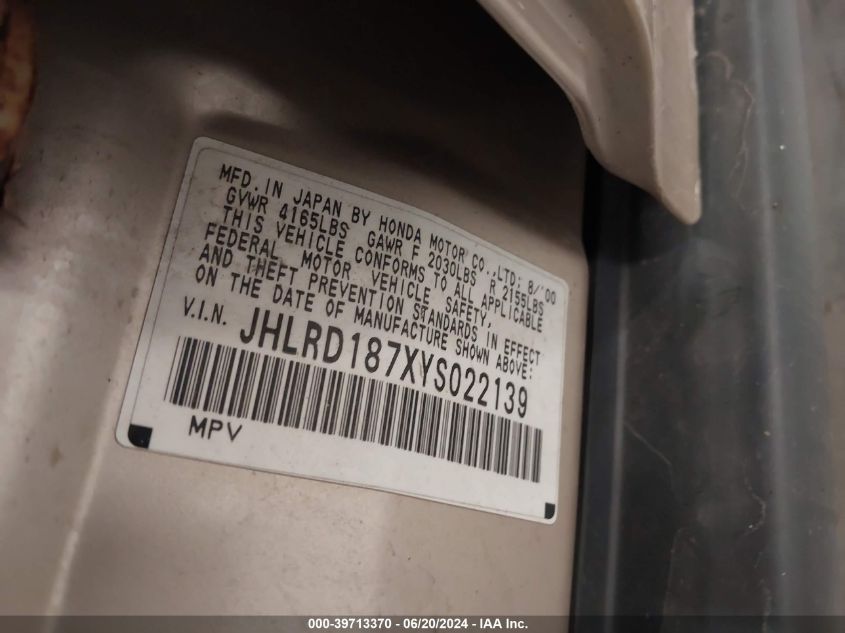 MFD. IN JAPAN BY HONDA MOTOR CO.,LTD: 8/'00
GVWR 4165LBS GAWR F 2030LBS R 2155LBS
THIS VEHICLE CONFORMS TO ALL APPLICABLE
FEDERAL MOTOR VEHICLE SAFETY,
AND THEFT PREVENTION STANDARDS IN EFFECT
ON THE DATE OF MANUFACTURE SHOWN ABOVE:
V.I.N. JHLRD187XYS022139
MPV
000-39713370 - 06/20/2024 - IAA Inc.